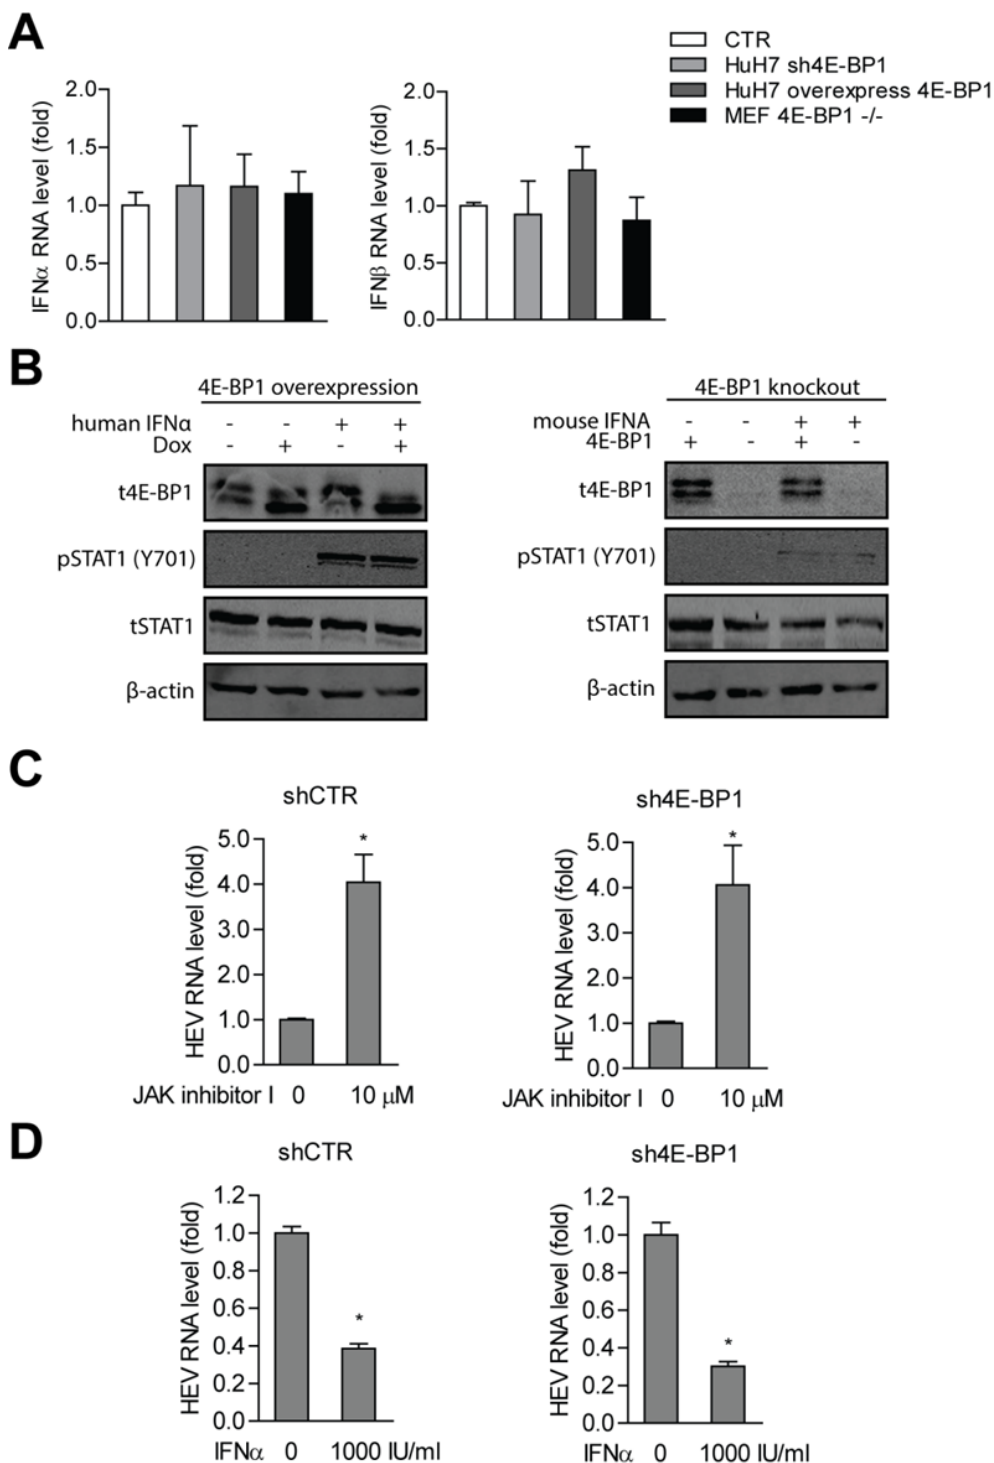 A
CTR
HuH7 sh4E-BP1
HuH7 overexpress 4E-BP1
MEF 4E-BP1 -/-
IFNα RNA level (fold)
2.0
1.5
1.0
0.5
0.0
IFNβ RNA level (fold)
2.0
1.5
1.0
0.5
0.0
B
4E-BP1 overexpression
human IFNα - - + +
Dox - + - +
t4E-BP1
pSTAT1 (Y701)
tSTAT1
β-actin
4E-BP1 knockout
mouse IFNA - - + +
4E-BP1 + - + -
t4E-BP1
pSTAT1 (Y701)
tSTAT1
β-actin
C
shCTR
HEV RNA level (fold)
5.0
4.0
3.0
2.0
1.0
0.0
*
JAK inhibitor I 0 10 μM
sh4E-BP1
HEV RNA level (fold)
5.0
4.0
3.0
2.0
1.0
0.0
*
JAK inhibitor I 0 10 μM
D
shCTR
HEV RNA level (fold)
1.2
1.0
0.8
0.6
0.4
0.2
0.0
*
IFNα 0 1000 IU/ml
sh4E-BP1
HEV RNA level (fold)
1.2
1.0
0.8
0.6
0.4
0.2
0.0
*
IFNα 0 1000 IU/ml